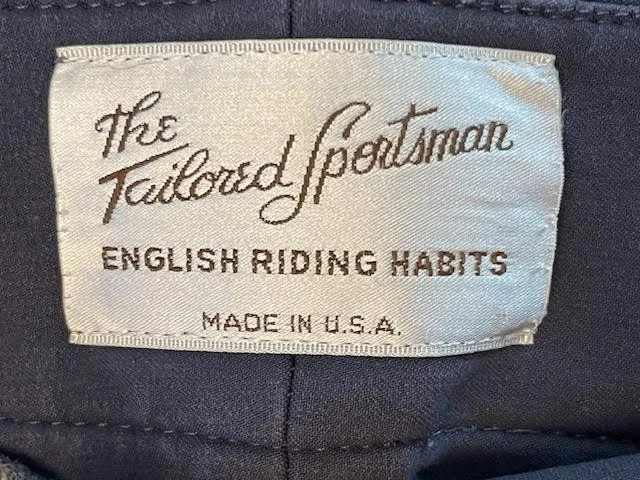 The
Tailored Sportsman
ENGLISH RIDING HABITS
MADE IN U.S.A.